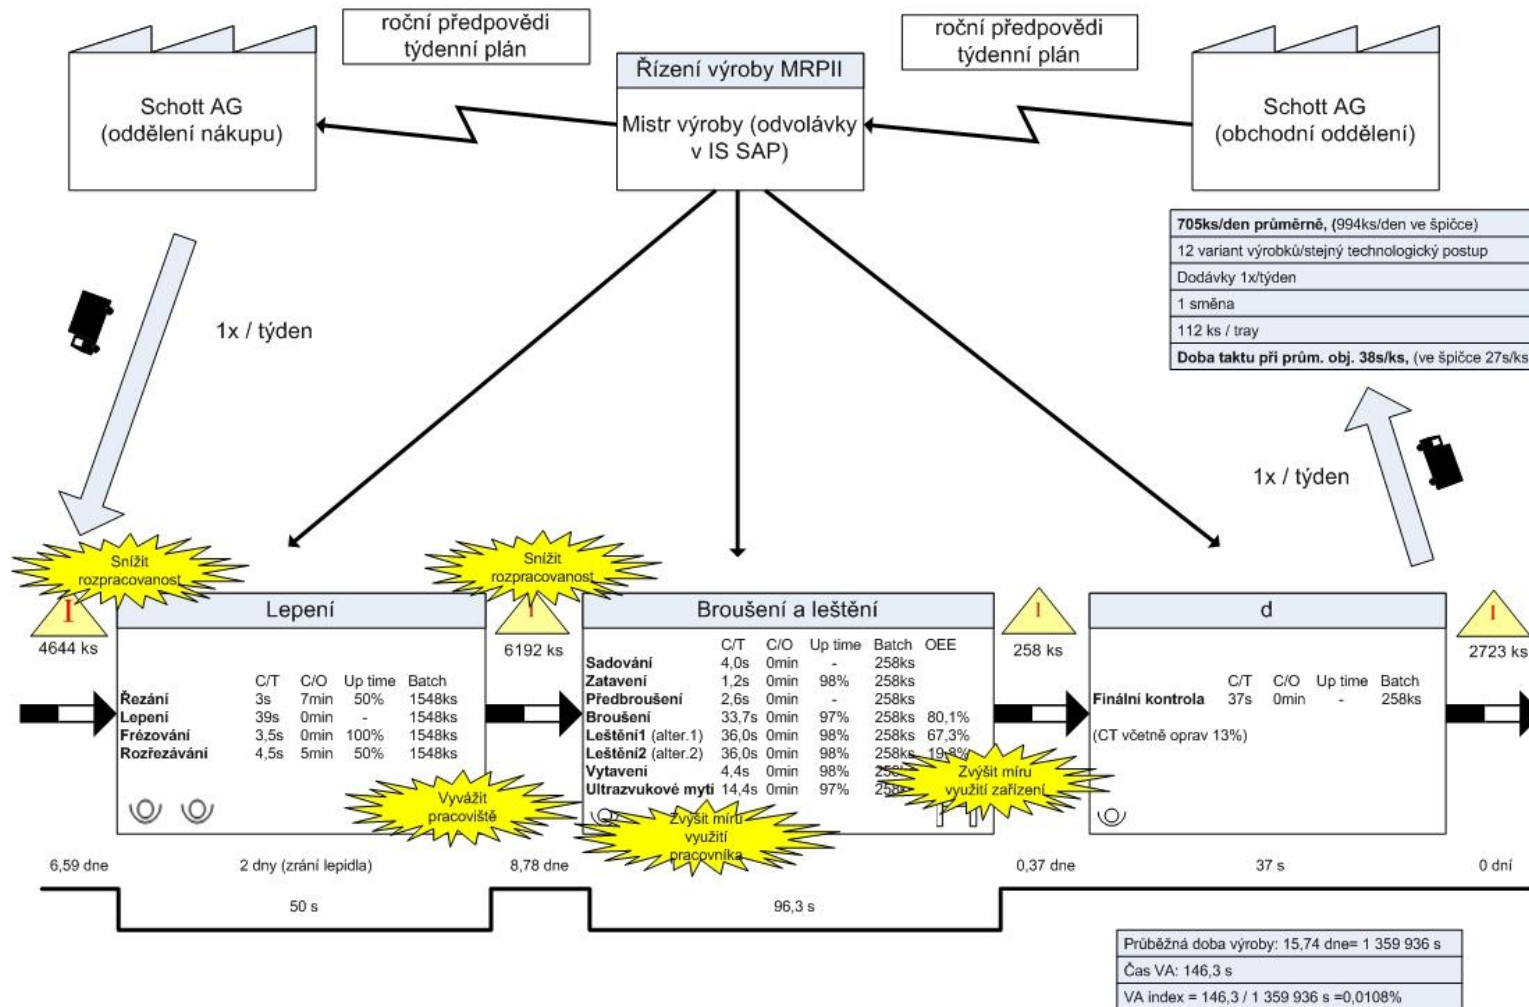 roční předpovědi
týdenní plán
roční předpovědi
týdenní plán
Schott AG
(oddělení nákupu)
Řízení výroby MRPII
Mistr výroby (odvolávky
v IS SAP)
Schott AG
(obchodní oddělení)
705ks/den průměrně, (994ks/den ve špičce)
12 variant výrobků/stejný technologický postup
Dodávky 1x/týden
1 směna
112 ks / tray
Doba taktu při prům. obj. 38s/ks, (ve špičce 27s/ks
1x / týden
1x / týden
Snížit
rozpracovanost
Snížit
rozpracovanost
I
4644 ks
Lepení
C/T C/O Up time Batch
Řezání 3s 7min 50% 1548ks
Lepení 39s 0min - 1548ks
Frézování 3,5s 0min 100% 1548ks
Rozřezávání 4,5s 5min 50% 1548ks
Vyvážit
pracoviště
I
6192 ks
Broušení a leštění
C/T C/O Up time Batch OEE
Sadování 4,0s 0min - 258ks
Zatavení 1,2s 0min 98% 258ks
Předbroušení 2,6s 0min - 258ks
Broušení 33,7s 0min 97% 258ks 80,1%
Leštění1 (alter.1) 36,0s 0min 98% 258ks 67,3%
Leštění2 (alter.2) 36,0s 0min 98% 258ks 19,8%
Vytavení 4,4s 0min 98%
Ultrazvukové mytí 14,4s 0min 97%
Zvýšit míru
využití
pracovníka
Zvýšit míru
využití zařízení
I
258 ks
d
C/T C/O Up time Batch
Finální kontrola 37s 0min - 258ks
(CT včetně oprav 13%)
I
2723 ks
6,59 dne 2 dny (zrání lepidla) 8,78 dne 0,37 dne 37 s 0 dní
50 s 96,3 s
Průběžná doba výroby: 15,74 dne= 1 359 936 s
Čas VA: 146,3 s
VA index = 146,3 / 1 359 936 s =0,0108%